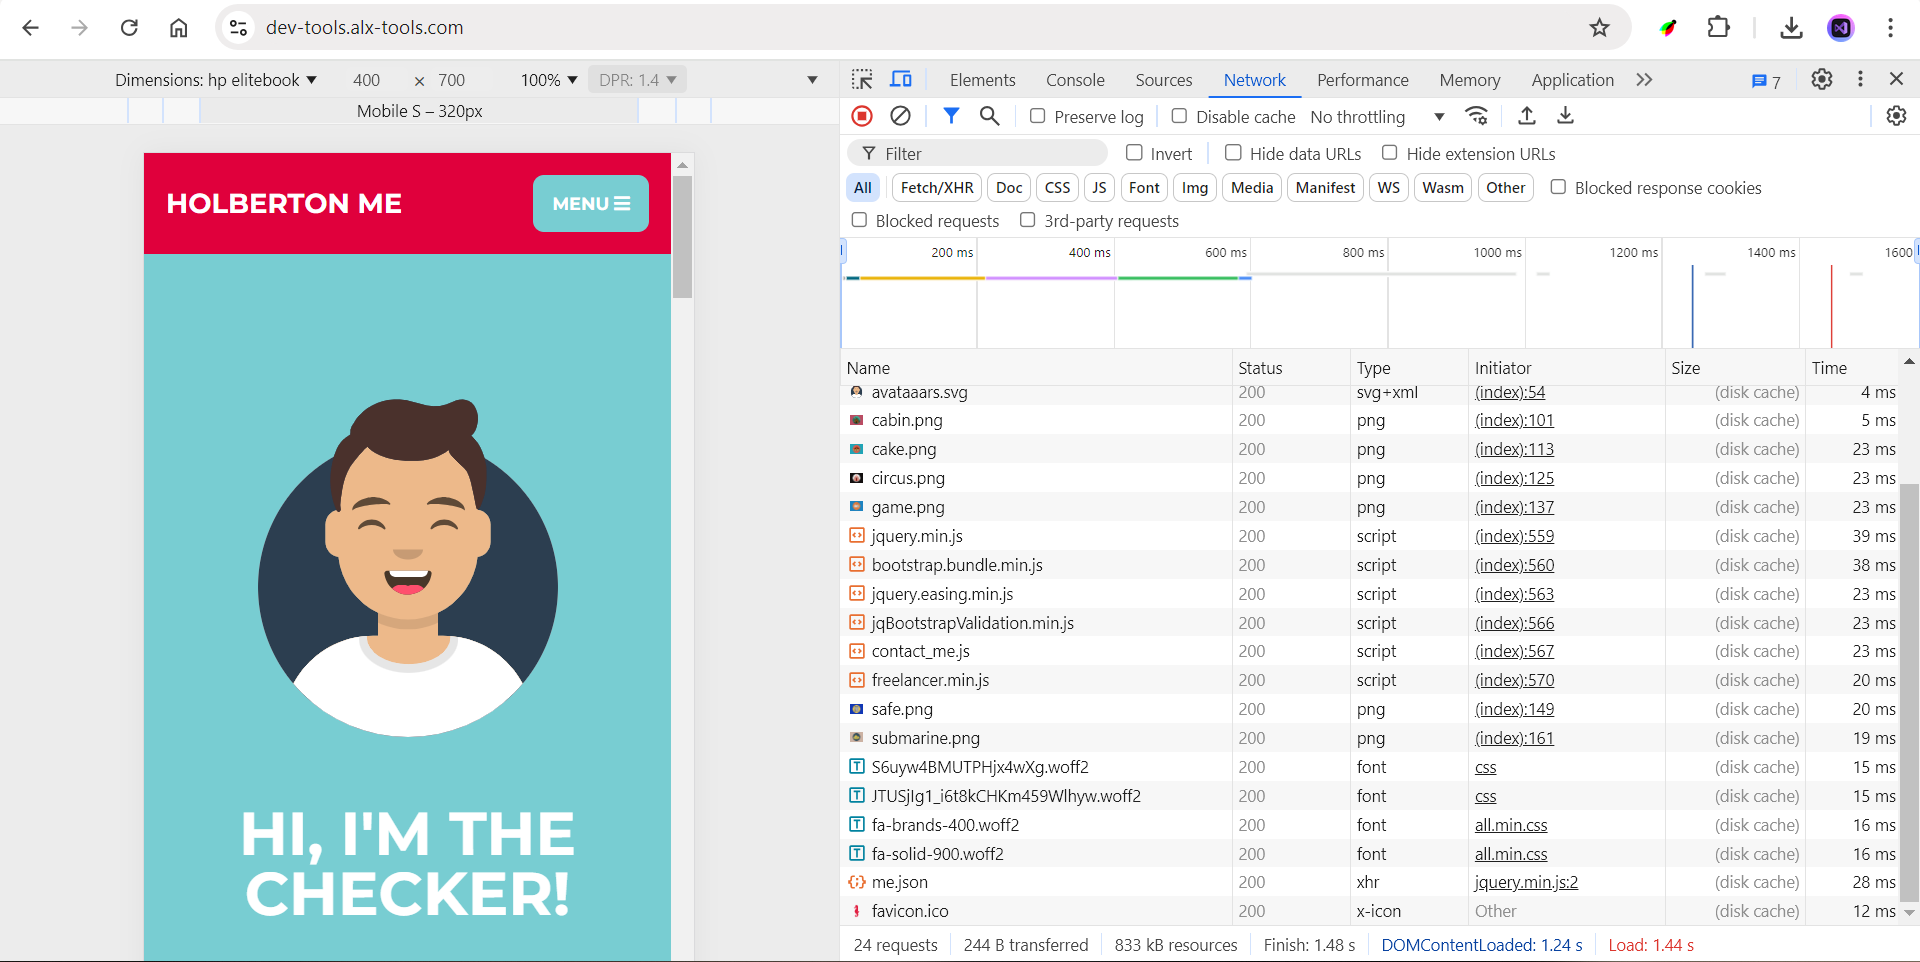 dev-tools.alx-tools.com
Dimensions: hp elitebook 400 × 700 100% DPR: 1.4
Mobile S – 320px
HOLBERTON ME
MENU
HI, I'M THE
CHECKER!
Elements Console Sources Network Performance Memory Application 7
Preserve log Disable cache No throttling
Filter Invert Hide data URLs Hide extension URLs
All Fetch/XHR Doc CSS JS Font Img Media Manifest WS Wasm Other Blocked response cookies
Blocked requests 3rd-party requests
200 ms 400 ms 600 ms 800 ms 1000 ms 1200 ms 1400 ms 1600
Name Status Type Initiator Size Time
avataaars.svg 200 svg+xml (index):54 (disk cache) 4 ms
cabin.png 200 png (index):101 (disk cache) 5 ms
cake.png 200 png (index):113 (disk cache) 23 ms
circus.png 200 png (index):125 (disk cache) 23 ms
game.png 200 png (index):137 (disk cache) 23 ms
jquery.min.js 200 script (index):559 (disk cache) 39 ms
bootstrap.bundle.min.js 200 script (index):560 (disk cache) 38 ms
jquery.easing.min.js 200 script (index):563 (disk cache) 23 ms
jqBootstrapValidation.min.js 200 script (index):566 (disk cache) 23 ms
contact_me.js 200 script (index):567 (disk cache) 23 ms
freelancer.min.js 200 script (index):570 (disk cache) 20 ms
safe.png 200 png (index):149 (disk cache) 20 ms
submarine.png 200 png (index):161 (disk cache) 19 ms
S6uyw4BMUTPHjx4wXg.woff2 200 font css (disk cache) 15 ms
JTUSjIg1_i6t8kCHKm459Wlhyw.woff2 200 font css (disk cache) 15 ms
fa-brands-400.woff2 200 font all.min.css (disk cache) 16 ms
fa-solid-900.woff2 200 font all.min.css (disk cache) 16 ms
me.json 200 xhr jquery.min.js:2 (disk cache) 28 ms
favicon.ico 200 x-icon Other (disk cache) 12 ms
24 requests 244 B transferred 833 kB resources Finish: 1.48 s DOMContentLoaded: 1.24 s Load: 1.44 s